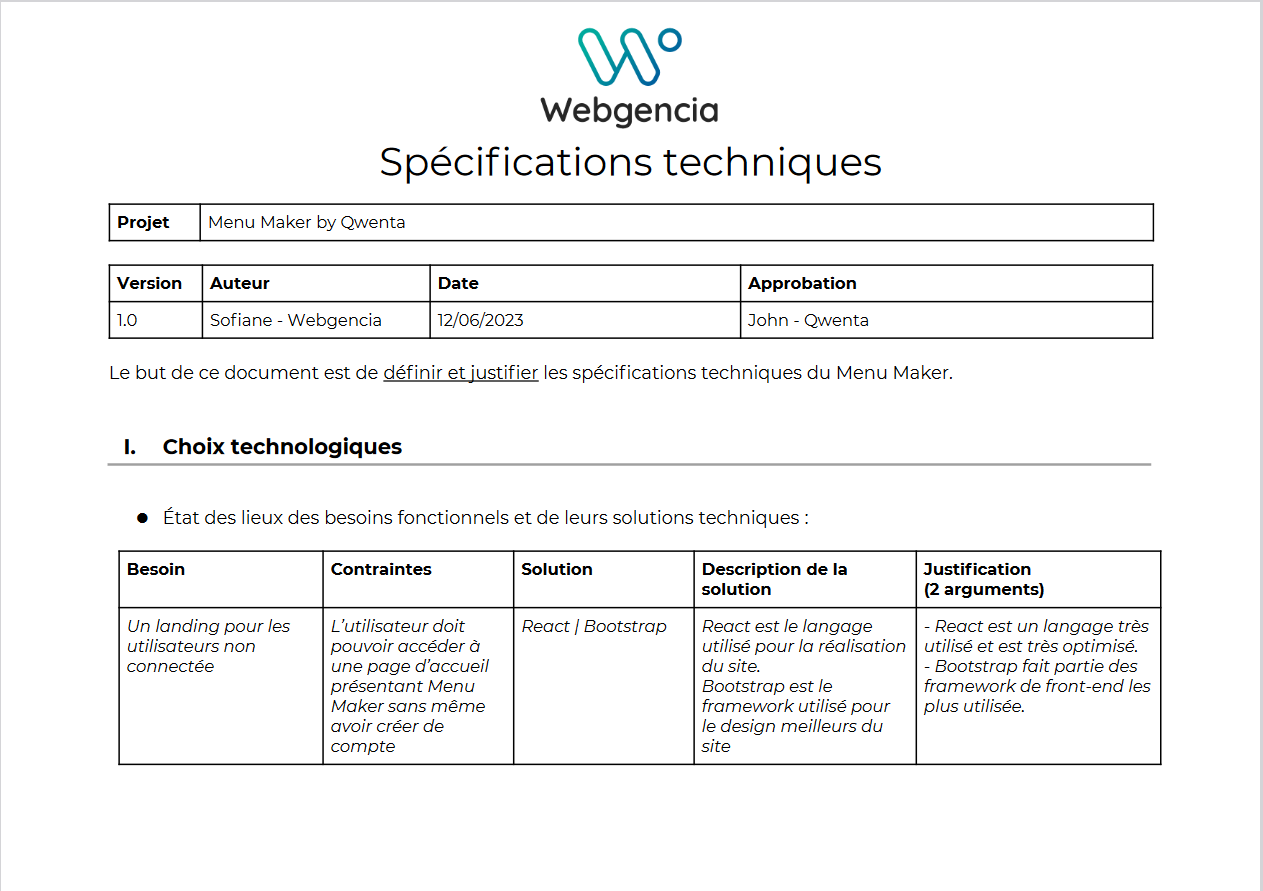 Webgencia
Spécifications techniques
Projet
Menu Maker by Qwenta
Version
Auteur
Date
Approbation
1.0
Sofiane - Webgencia
12/06/2023
John - Qwenta
Le but de ce document est de définir et justifier les spécifications techniques du Menu Maker.
I. Choix technologiques
● État des lieux des besoins fonctionnels et de leurs solutions techniques :
Besoin
Contraintes
Solution
Description de la
solution
Justification
(2 arguments)
Un landing pour les
utilisateurs non
connectée
L’utilisateur doit
pouvoir accéder à
une page d’accueil
présentant Menu
Maker sans même
avoir créer de
compte
React | Bootstrap
React est le langage
utilisé pour la réalisation
du site.
Bootstrap est le
framework utilisé pour
le design meilleurs du
site
- React est un langage très
utilisé et est très optimisé.
- Bootstrap fait partie des
framework de front-end les
plus utilisée.